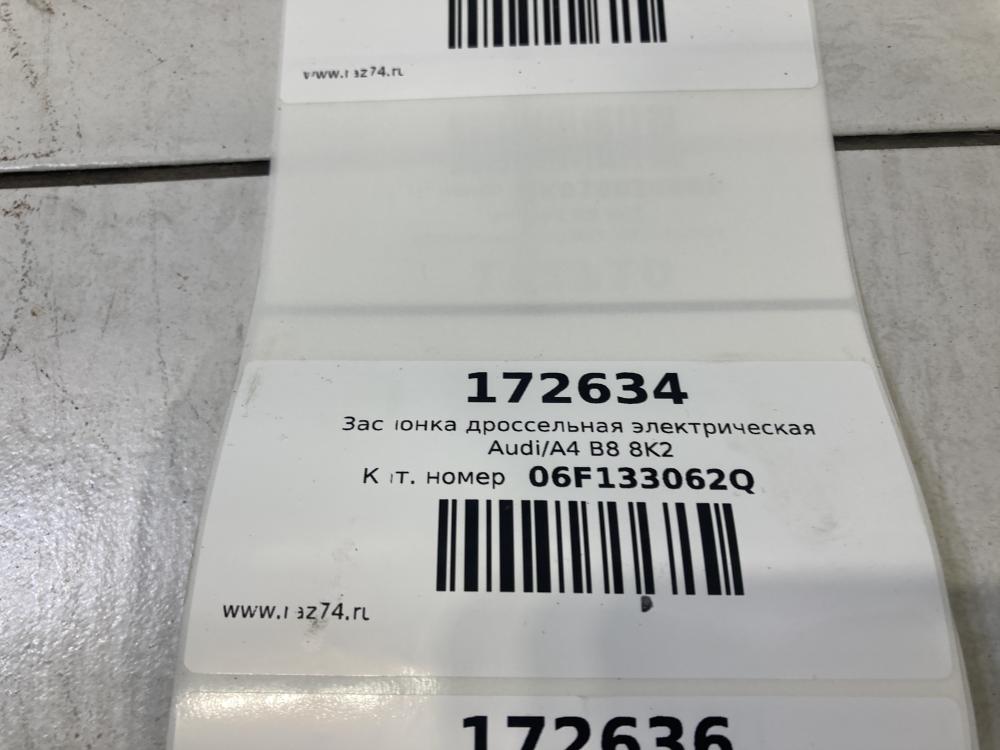 172634
Заслонка дроссельная электрическая
Audi/A4 B8 8K2
Кат. номер 06F133062Q
172636